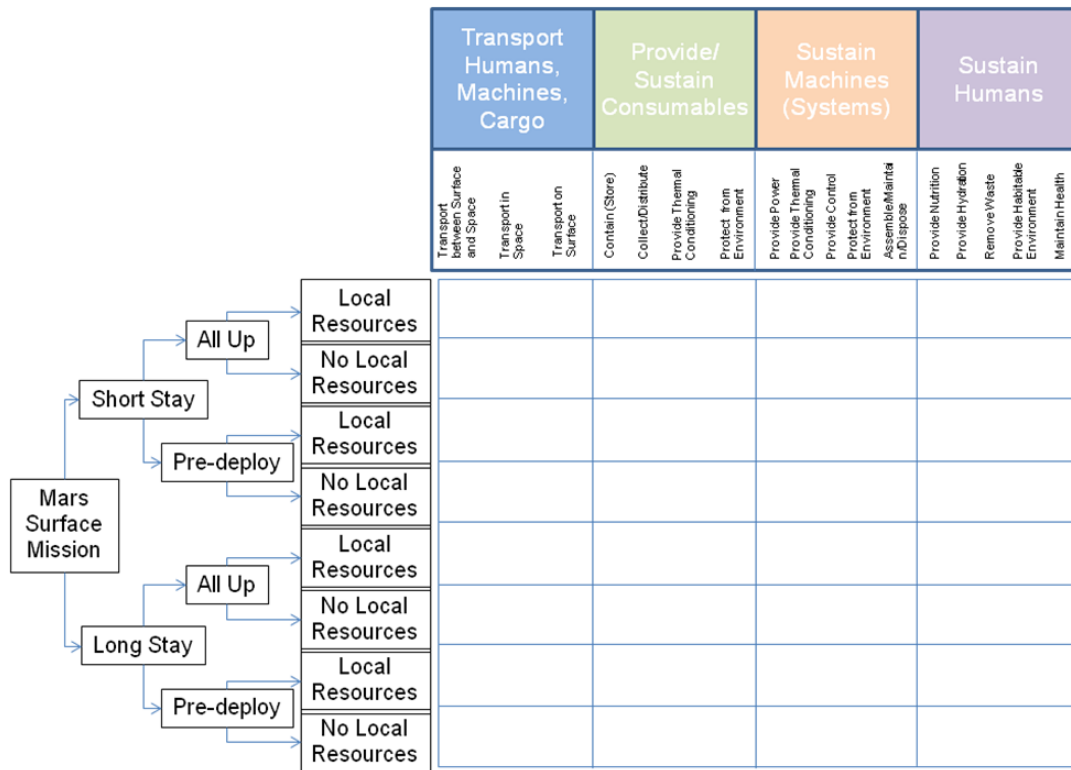 Transport
Humans,
Machines,
Cargo
Provide/
Sustain
Consumables
Sustain
Machines
(Systems)
Sustain
Humans
Transport
between Surface
and Space
Transport in
Space
Transport on
Surface
Contain (Store)
Collect/Distribute
Provide Thermal
Conditioning
Protect from
Environment
Provide Power
Provide Thermal
Conditioning
Provide Control
Protect from
Environment
Assemble/Maintai
n/Dispose
Provide Nutrition
Provide Hydration
Remove Waste
Provide Habitable
Environment
Maintain Health
Mars
Surface
Mission
Short Stay
All Up
Local
Resources
No Local
Resources
Pre-deploy
Local
Resources
No Local
Resources
Long Stay
All Up
Local
Resources
No Local
Resources
Pre-deploy
Local
Resources
No Local
Resources